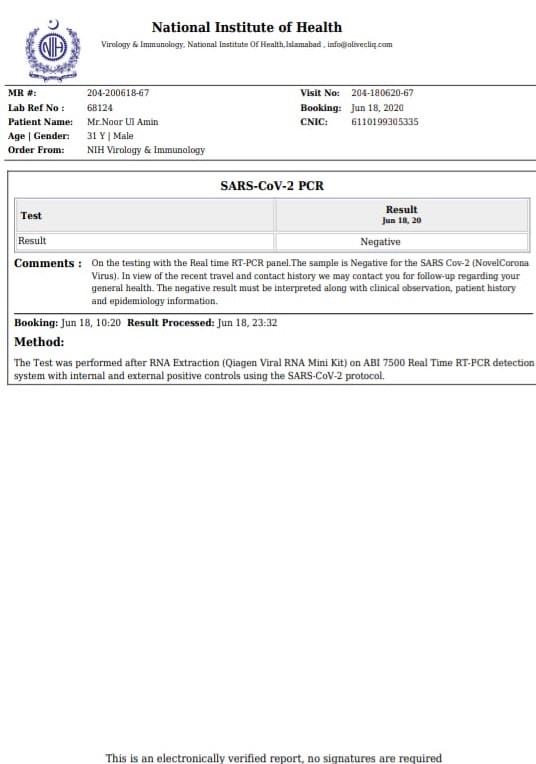 National Institute of Health
Virology & Immunology, National Institute Of Health,Islamabad , info@olivecliq.com
NIH
MR #: 204-200618-67 Visit No: 204-180620-67
Lab Ref No : 68124 Booking: Jun 18, 2020
Patient Name: Mr.Noor Ul Amin CNIC: 6110199305335
Age | Gender: 31 Y | Male
Order From: NIH Virology & Immunology
SARS-CoV-2 PCR
Test Result
Jun 18, 20
Result Negative
Comments : On the testing with the Real time RT-PCR panel.The sample is Negative for the SARS Cov-2 (NovelCorona
Virus). In view of the recent travel and contact history we may contact you for follow-up regarding your
general health. The negative result must be interpreted along with clinical observation, patient history
and epidemiology information.
Booking: Jun 18, 10:20 Result Processed: Jun 18, 23:32
Method:
The Test was performed after RNA Extraction (Qiagen Viral RNA Mini Kit) on ABI 7500 Real Time RT-PCR detection
system with internal and external positive controls using the SARS-CoV-2 protocol.
This is an electronically verified report, no signatures are required